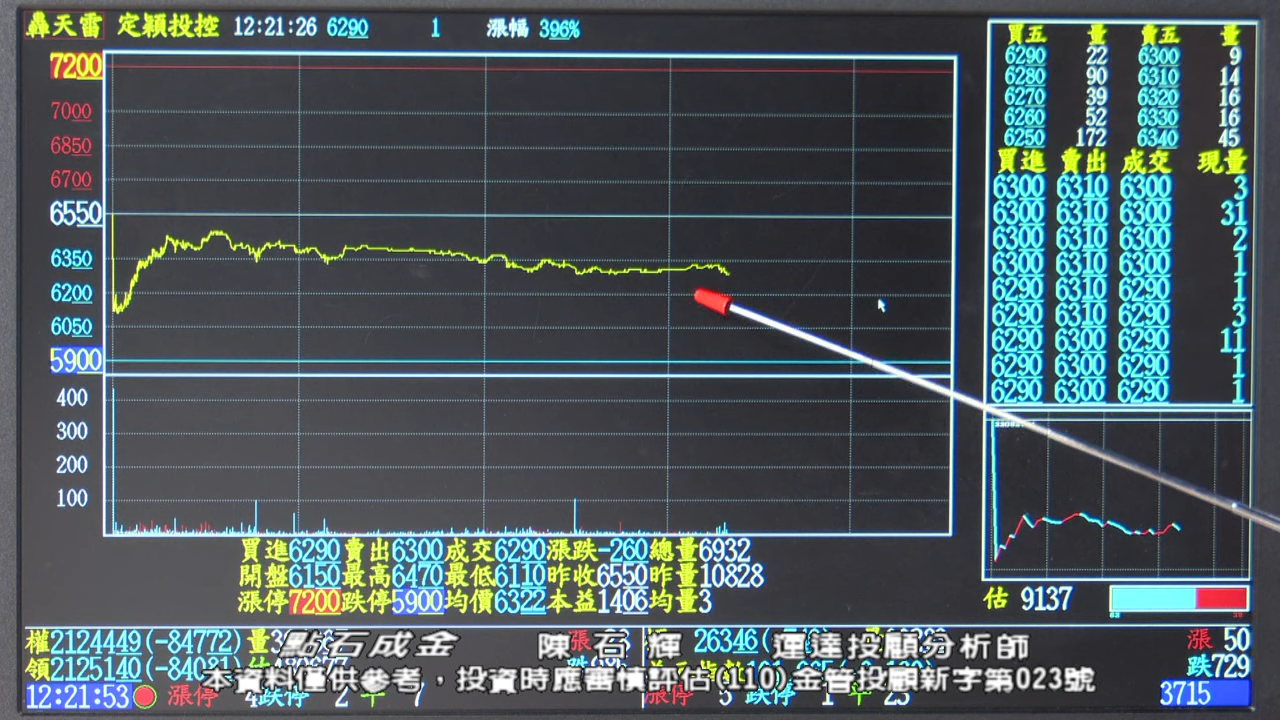 轟天雷 定穎投控 12:21:26 6290 1 漲幅 396%
7200
7000
6850
6700
6550
6350
6200
6050
5900
400
300
200
100
買五 量 賣五 量
6290 22 6300 9
6280 90 6310 14
6270 39 6320 16
6260 52 6330 16
6250 172 6340 45
買進 賣出 成交 現量
6300 6310 6300 3
6300 6310 6300 31
6300 6310 6300 2
6300 6310 6300 1
6290 6310 6290 1
6290 6310 6290 3
6290 6300 6290 11
6290 6300 6290 1
6290 6300 6290 1
估 9137
買進6290賣出6300成交6290漲跌-260總量6932
開盤6150最高6470最低6110昨收6550昨量10828
漲停7200跌停5900均價6322本益1406均量3
權2124449(-84772) 量 26346 漲 50
點石成金 陳石輝 運達投顧分析師
領2125140(-84081) 跌729
本資料僅供參考，投資時應審慎評估(110)金管投顧新字第023號
12:21:53 漲停 4跌停 2平 7 漲停 5 1平 23 3715